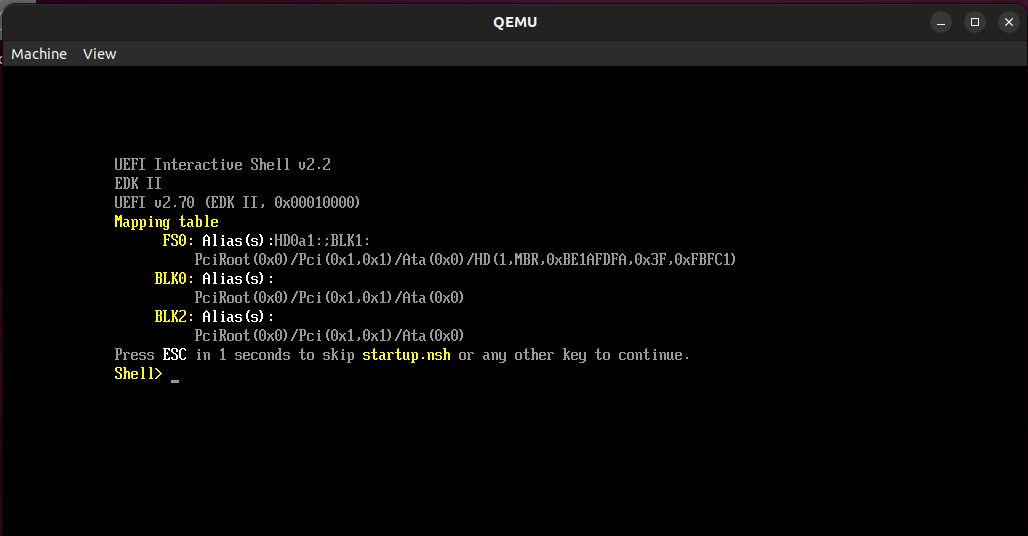 QEMU
Machine View
UEFI Interactive Shell v2.2
EDK II
UEFI v2.70 (EDK II, 0x00010000)
Mapping table
FS0: Alias(s):HD0a1:;BLK1:
PciRoot(0x0)/Pci(0x1,0x1)/Ata(0x0)/HD(1,MBR,0xBE1AFDFA,0x3F,0xFBFC1)
BLK0: Alias(s):
PciRoot(0x0)/Pci(0x1,0x1)/Ata(0x0)
BLK2: Alias(s):
PciRoot(0x0)/Pci(0x1,0x1)/Ata(0x0)
Press ESC in 1 seconds to skip startup.nsh or any other key to continue.
Shell> _